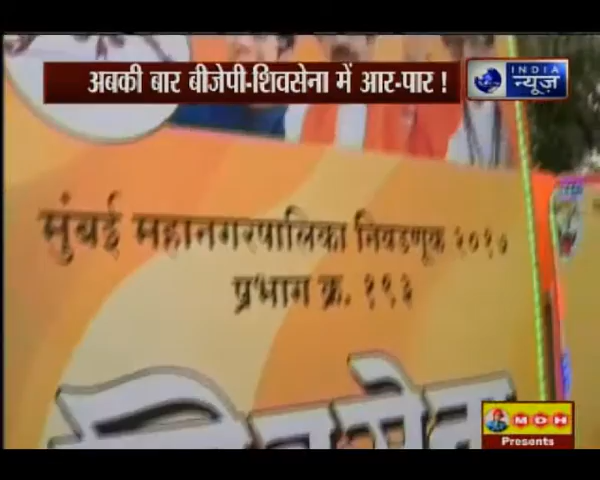 अबकी बार बीजेपी-शिवसेना में आर-पार !
INDIA
न्यूज़
मुंबई महानगरपालिका निवडणूक २०१७
प्रभाग क्र. ११३
MDH
Presents